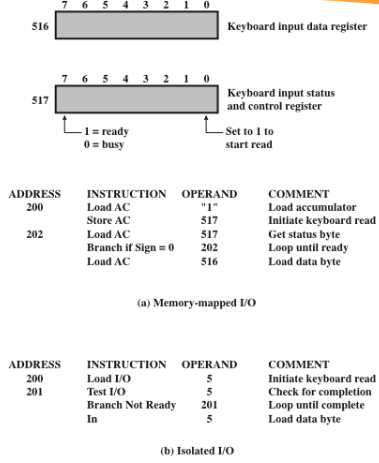 7 6 5 4 3 2 1 0
516 Keyboard input data register
7 6 5 4 3 2 1 0
517 Keyboard input status
and control register
1 = ready
0 = busy
Set to 1 to
start read
ADDRESS INSTRUCTION OPERAND COMMENT
200 Load AC "1" Load accumulator
Store AC 517 Initiate keyboard read
202 Load AC 517 Get status byte
Branch if Sign = 0 202 Loop until ready
Load AC 516 Load data byte
(a) Memory-mapped I/O
ADDRESS INSTRUCTION OPERAND COMMENT
200 Load I/O 5 Initiate keyboard read
201 Test I/O 5 Check for completion
Branch Not Ready 201 Loop until complete
In 5 Load data byte
(b) Isolated I/O